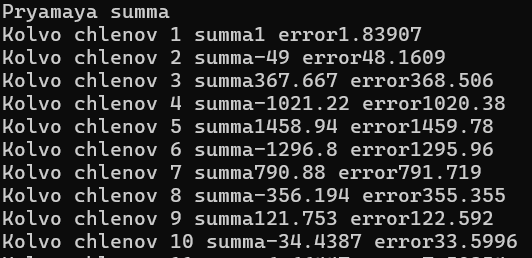 Pryamaya summa
Kolvo chlenov 1 summa1 error1.83907
Kolvo chlenov 2 summa-49 error48.1609
Kolvo chlenov 3 summa367.667 error368.506
Kolvo chlenov 4 summa-1021.22 error1020.38
Kolvo chlenov 5 summa1458.94 error1459.78
Kolvo chlenov 6 summa-1296.8 error1295.96
Kolvo chlenov 7 summa790.88 error791.719
Kolvo chlenov 8 summa-356.194 error355.355
Kolvo chlenov 9 summa121.753 error122.592
Kolvo chlenov 10 summa-34.4387 error33.5996